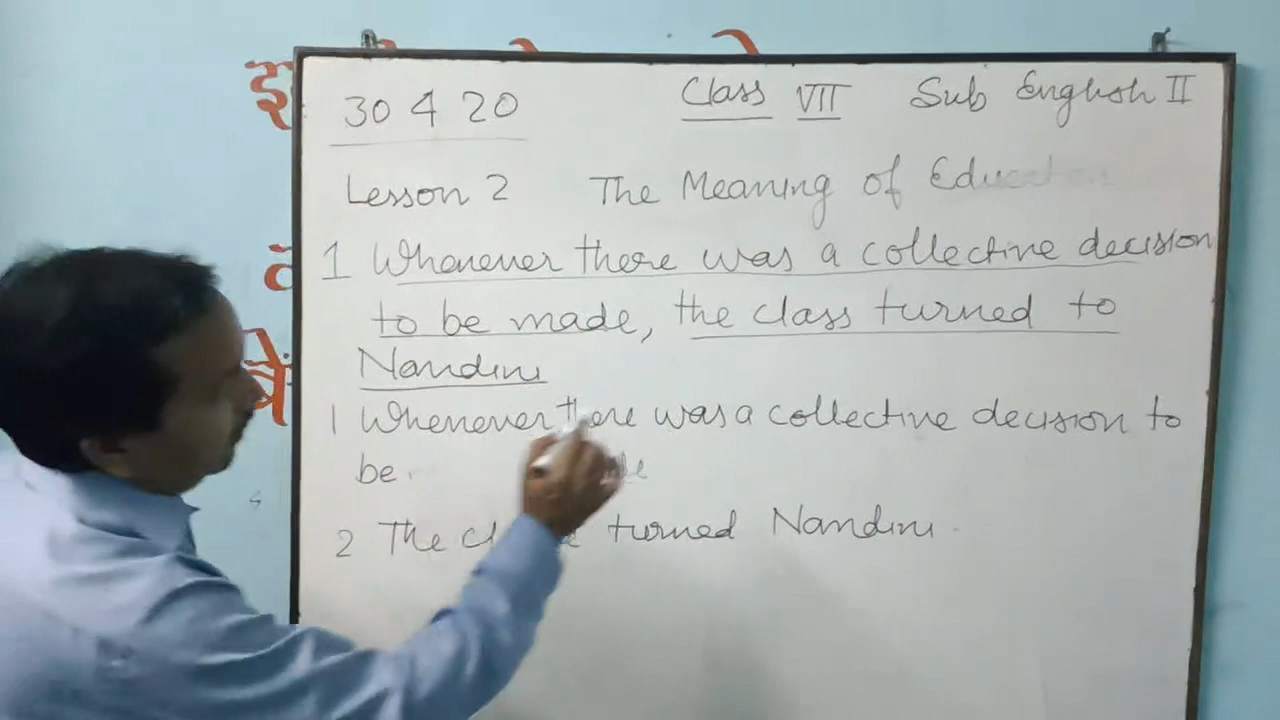 30 4 20 Class VII Sub English II
Lesson 2 The Meaning of Education
1 Whenever there was a collective decision
to be made, the class turned to
Nandini
1 Whenever there was a collective decision to
be.
2 The turned Nandini